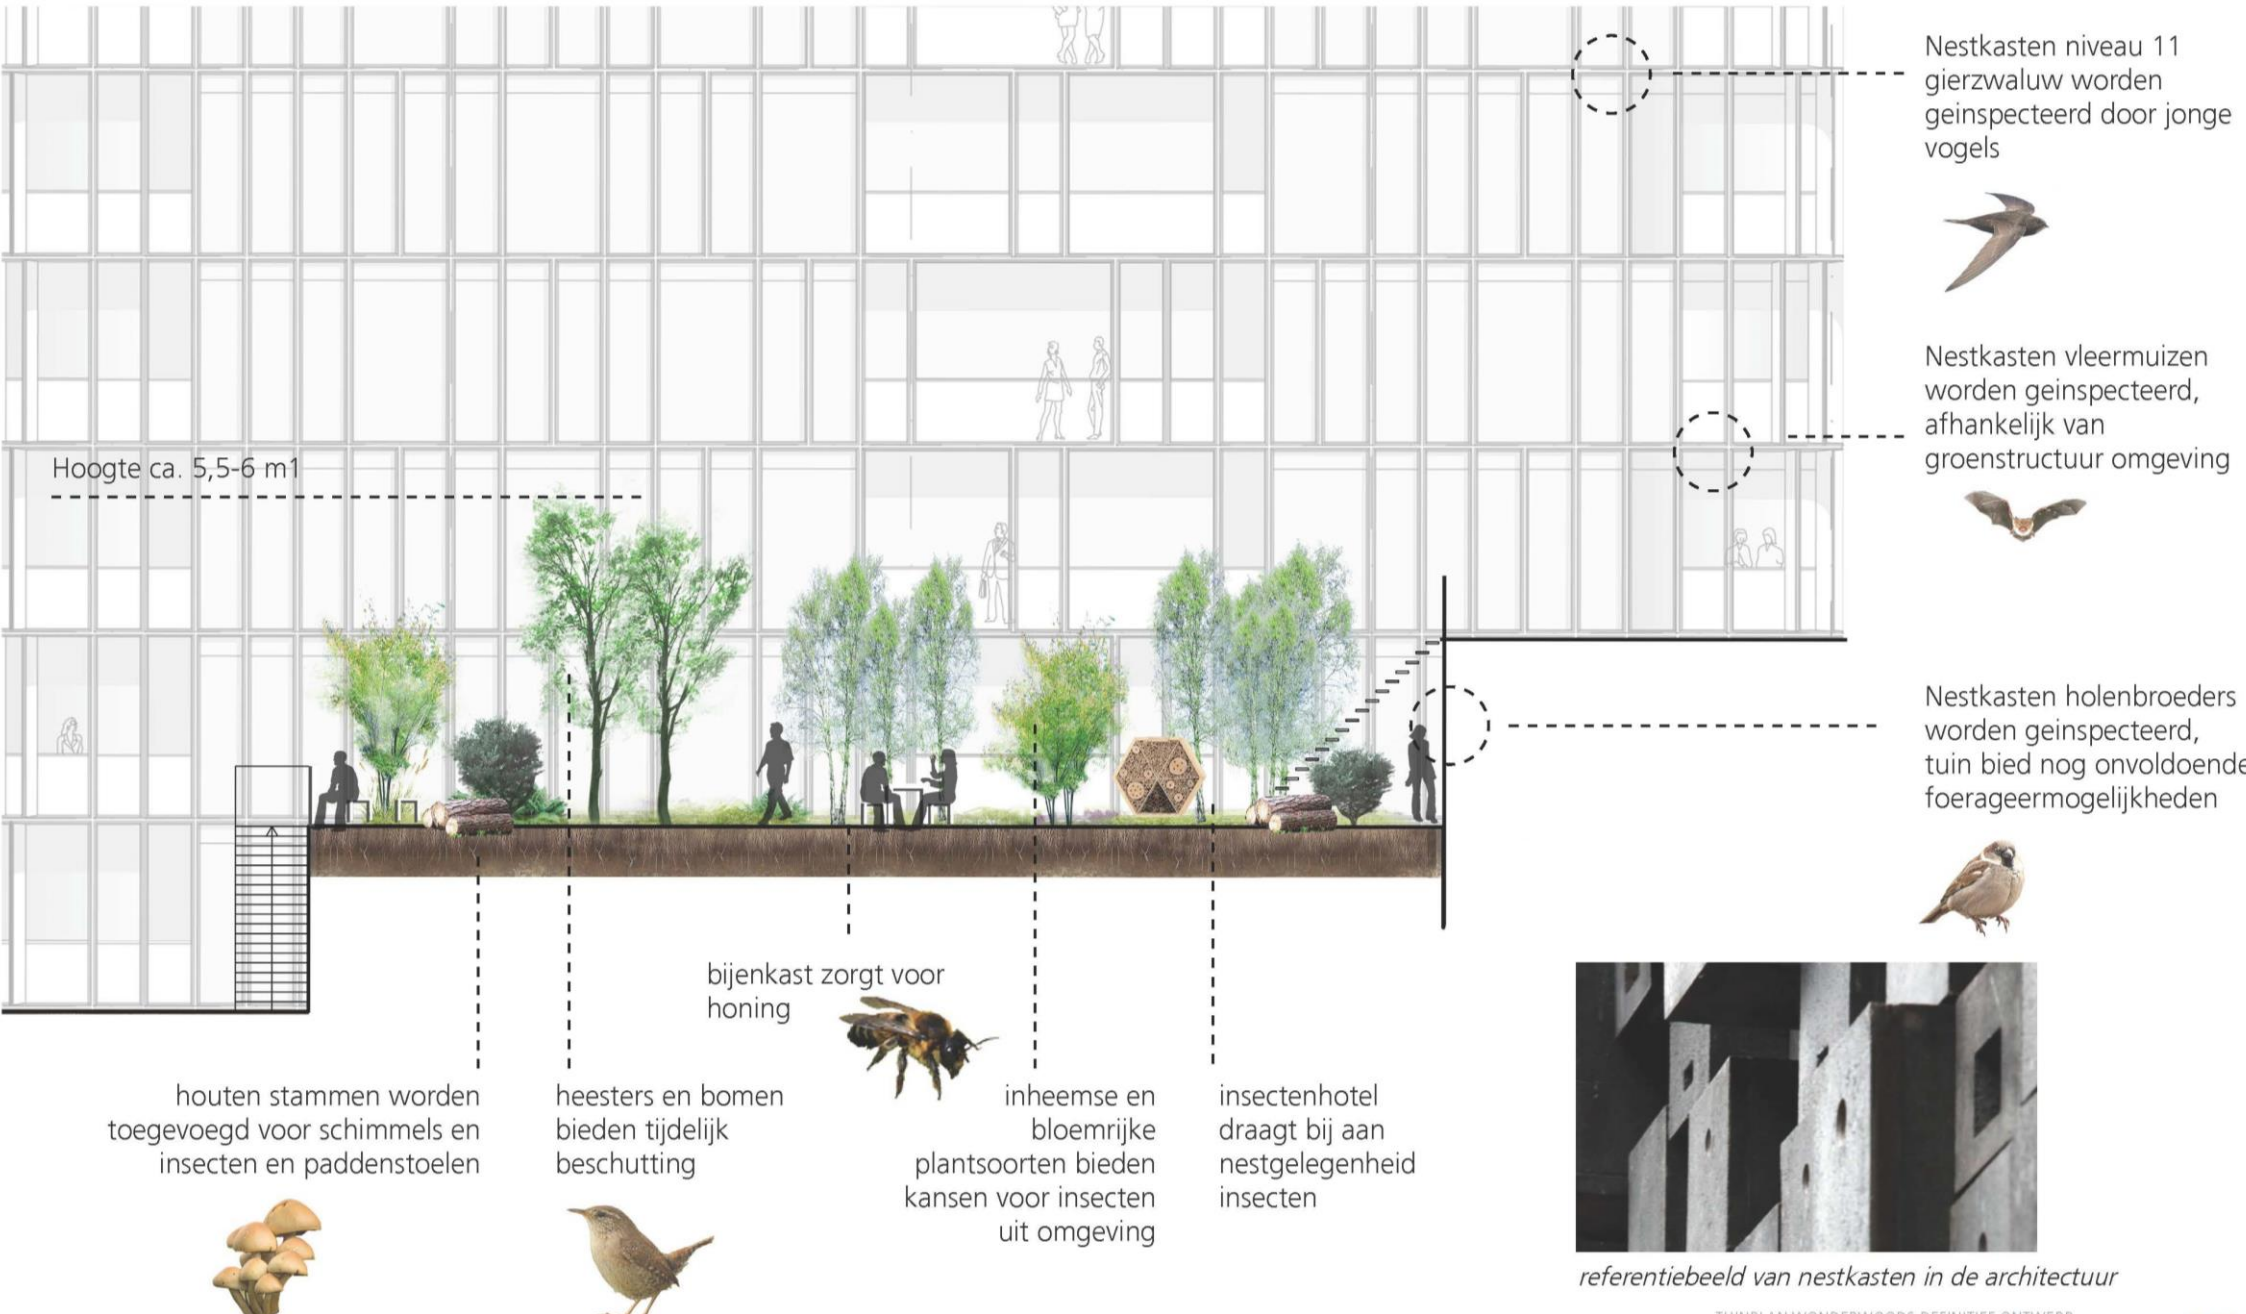 Nestkasten niveau 11
gierzwaluw worden
geinspecteerd door jonge
vogels
Nestkasten vleermuizen
worden geinspecteerd,
afhankelijk van
groenstructuur omgeving
Hoogte ca. 5,5-6 m1
Nestkasten holenbroeders
worden geinspecteerd,
tuin bied nog onvoldoende
foerageermogelijkheden
bijenkast zorgt voor
honing
houten stammen worden
toegevoegd voor schimmels en
insecten en paddenstoelen
heesters en bomen
bieden tijdelijk
beschutting
inheemse en
bloemrijke
plantsoorten bieden
kansen voor insecten
uit omgeving
insectenhotel
draagt bij aan
nestgelegenheid
insecten
referentiebeeld van nestkasten in de architectuur